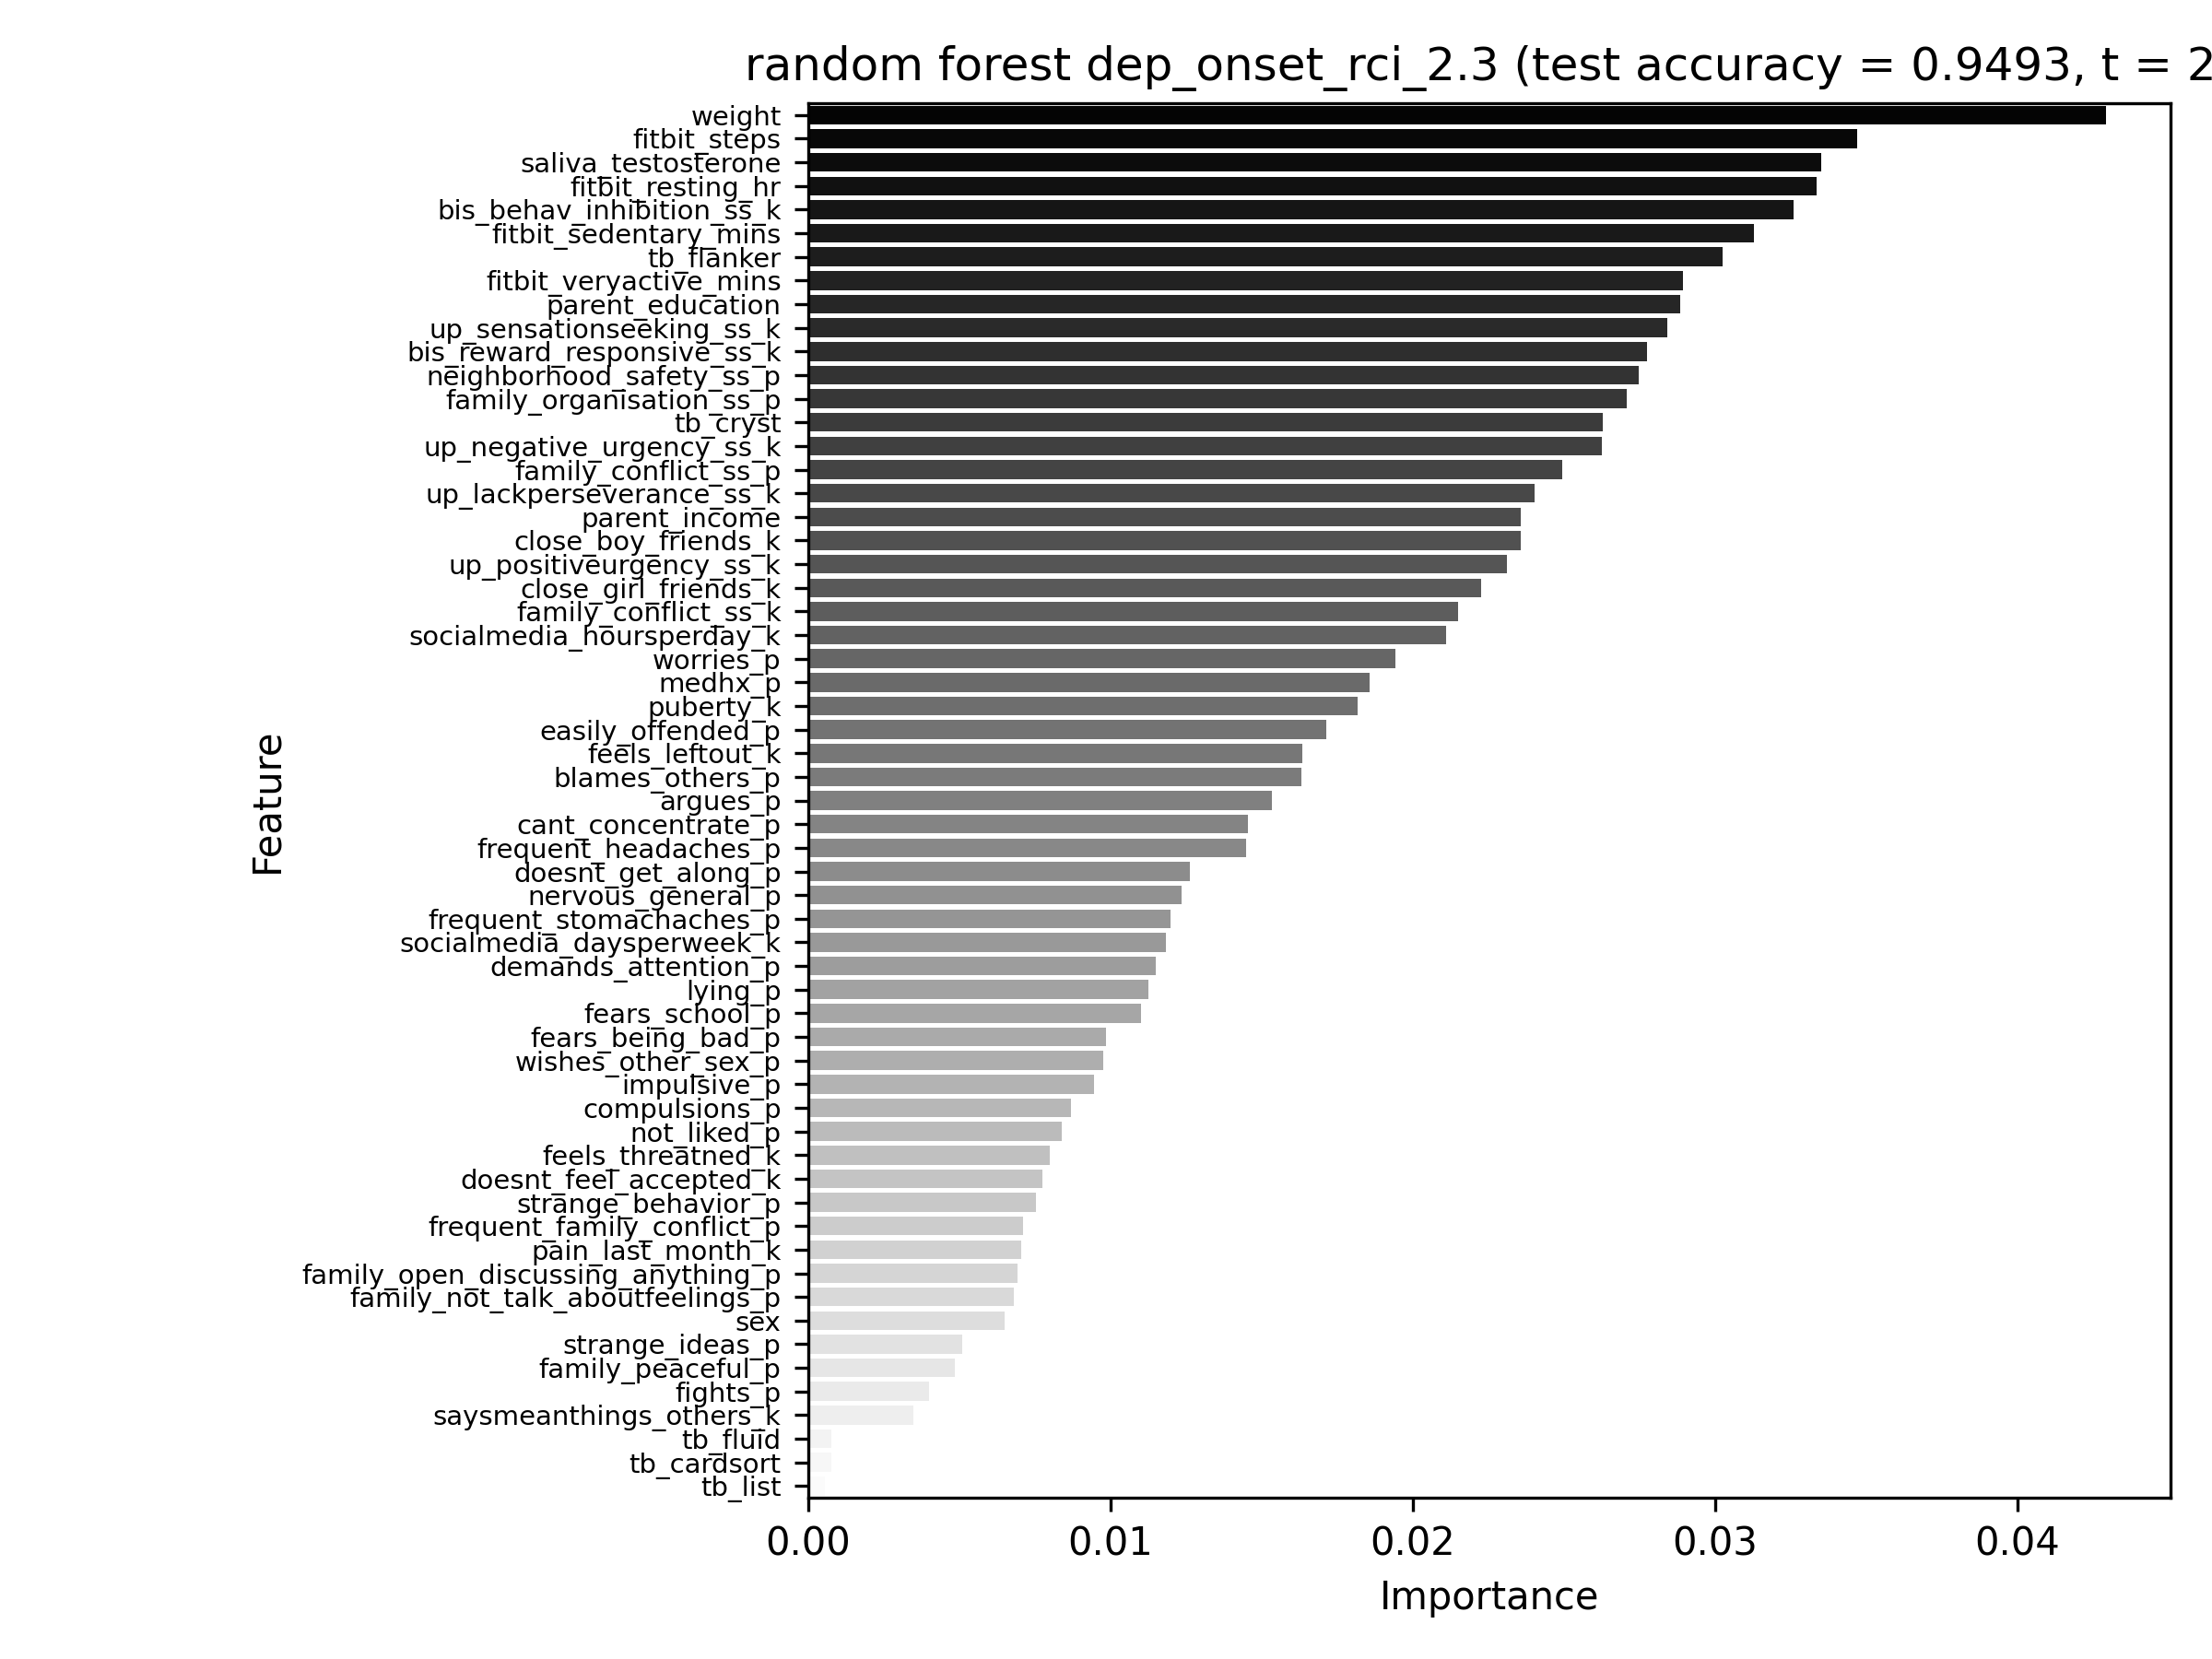 random forest dep_onset_rci_2.3 (test accuracy = 0.9493, t = 2
weight
fitbit_steps
saliva_testosterone
fitbit_resting_hr
bis_behav_inhibition_ss_k
fitbit_sedentary_mins
tb_flanker
fitbit_veryactive_mins
parent_education
up_sensationseeking_ss_k
bis_reward_responsive_ss_k
neighborhood_safety_ss_p
family_organisation_ss_p
tb_cryst
up_negative_urgency_ss_k
family_conflict_ss_p
up_lackperseverance_ss_k
parent_income
close_boy_friends_k
up_positiveurgency_ss_k
close_girl_friends_k
family_conflict_ss_k
socialmedia_hoursperday_k
worries_p
medhx_p
puberty_k
easily_offended_p
feels_leftout_k
blames_others_p
argues_p
cant_concentrate_p
frequent_headaches_p
doesnt_get_along_p
nervous_general_p
frequent_stomachaches_p
socialmedia_daysperweek_k
demands_attention_p
lying_p
fears_school_p
fears_being_bad_p
wishes_other_sex_p
impulsive_p
compulsions_p
not_liked_p
feels_threatned_k
doesnt_feel_accepted_k
strange_behavior_p
frequent_family_conflict_p
pain_last_month_k
family_open_discussing_anything_p
family_not_talk_aboutfeelings_p
sex
strange_ideas_p
family_peaceful_p
fights_p
saysmeanthings_others_k
tb_fluid
tb_cardsort
tb_list
Feature
0.00 0.01 0.02 0.03 0.04
Importance